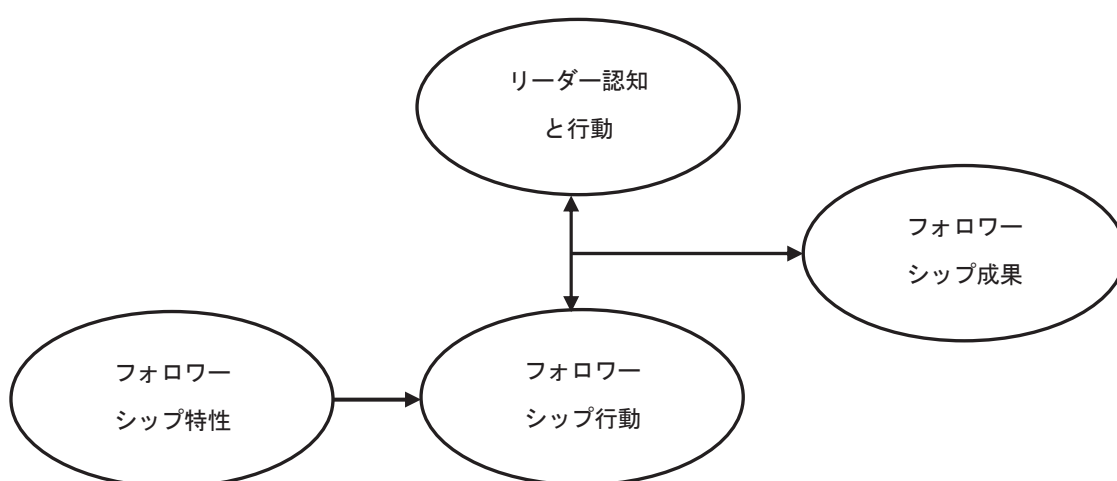 リーダー認知
と行動
フォロワー
シップ成果
フォロワー
シップ特性
フォロワー
シップ行動